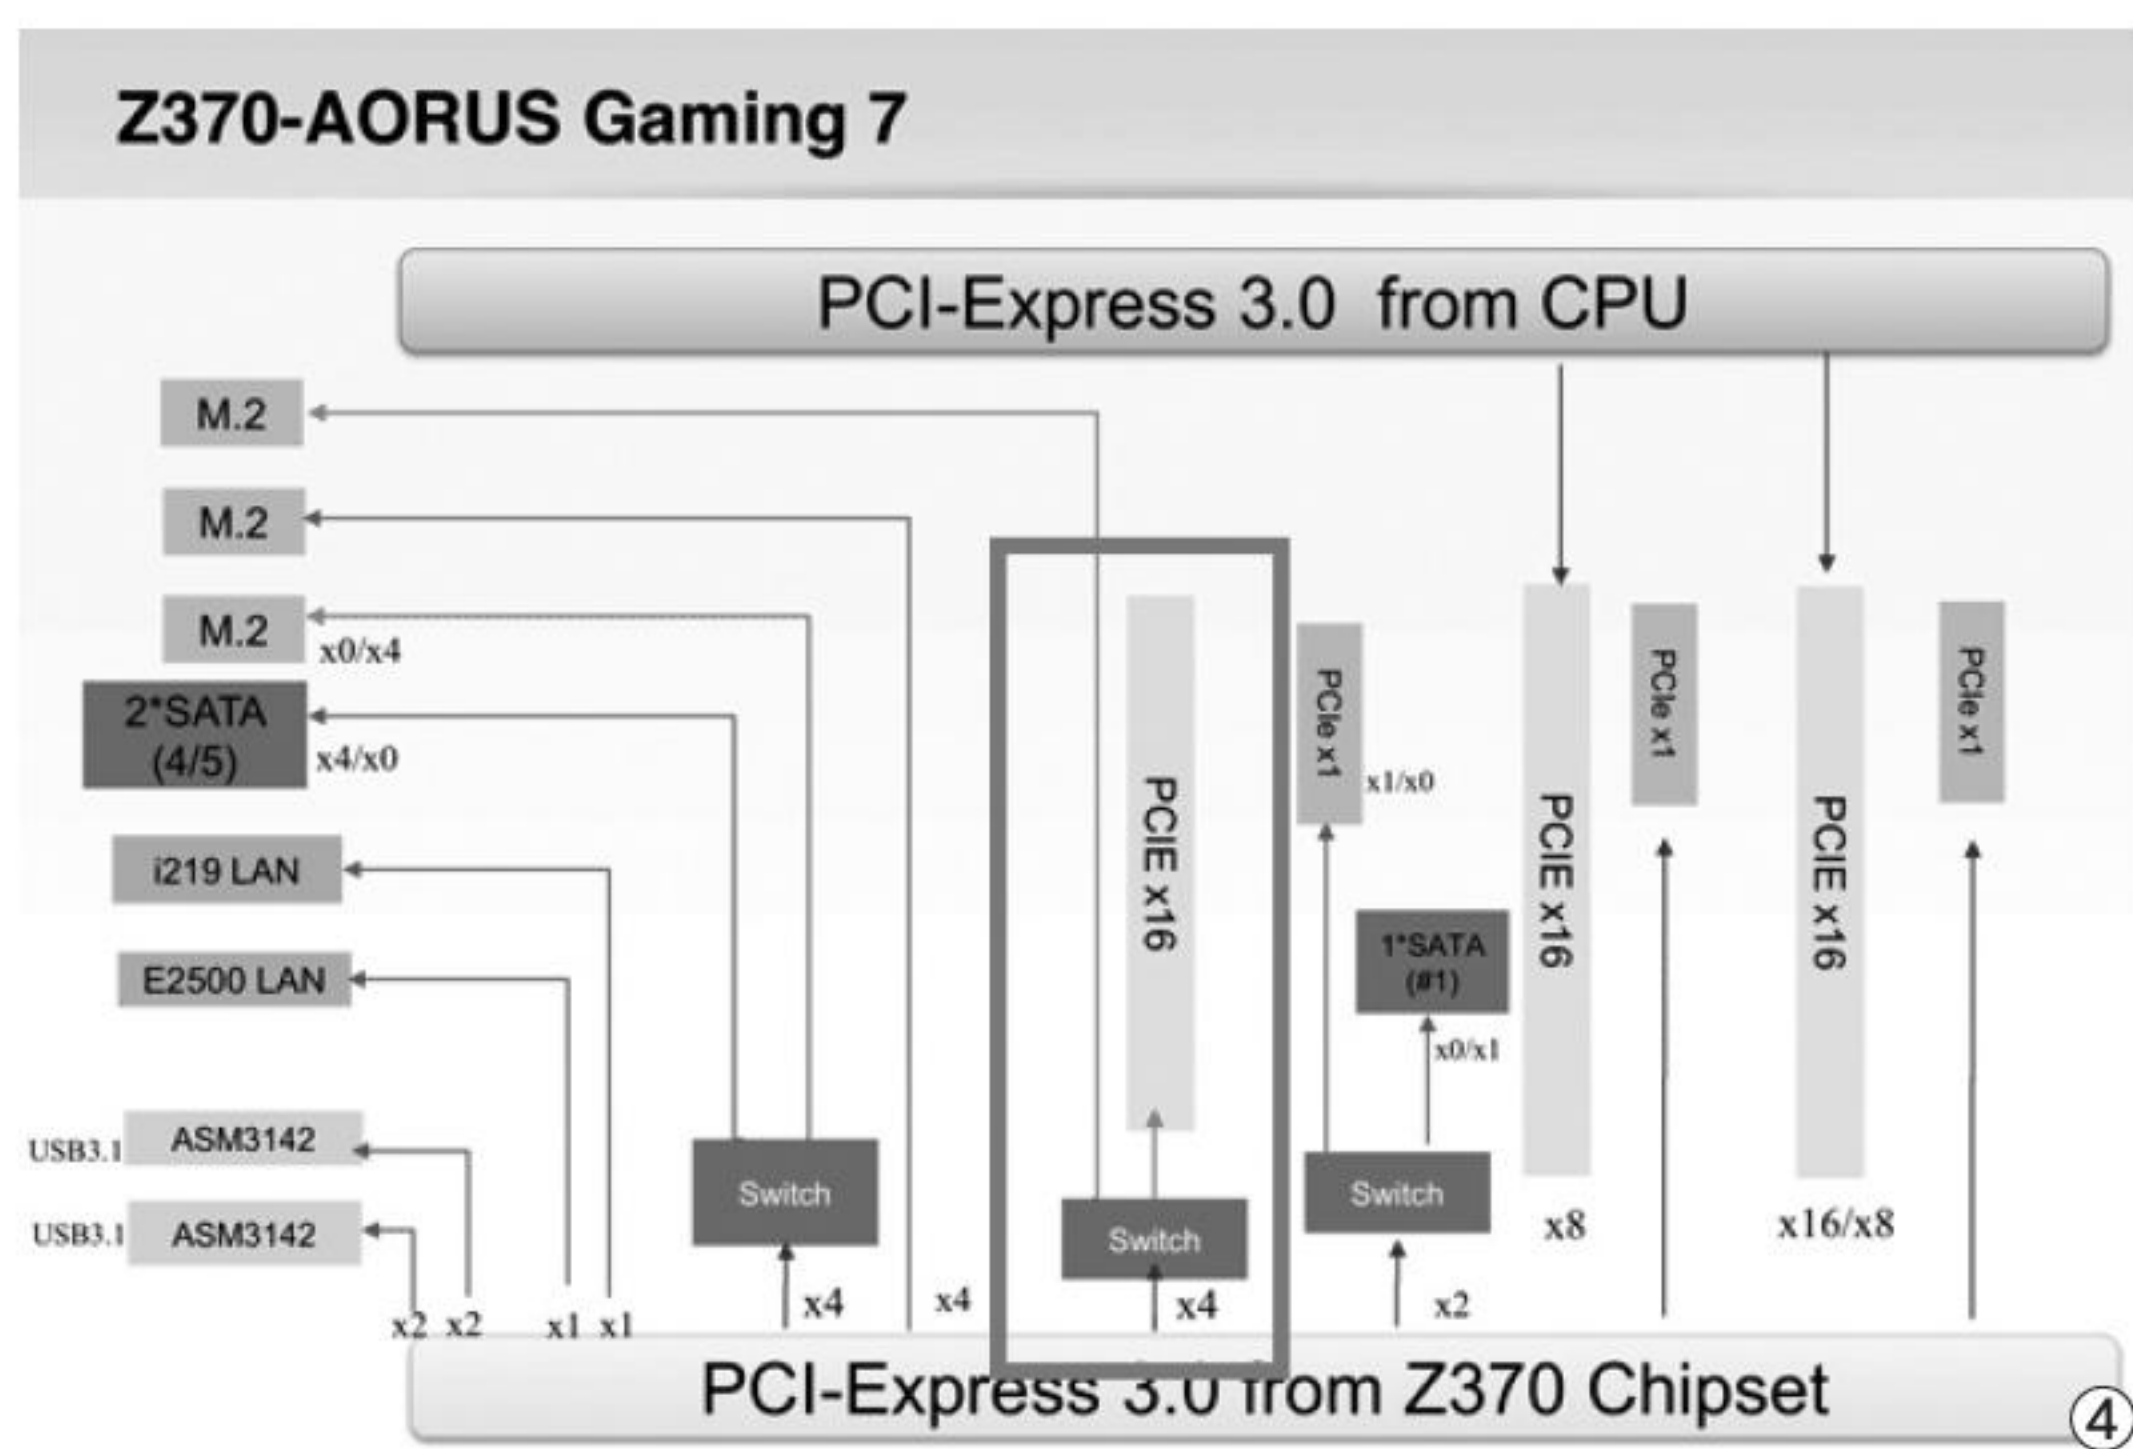 Z370-AORUS Gaming 7
PCI-Express 3.0 from CPU
M.2
M.2
M.2
x0/x4
2*SATA
(4/5)
x4/x0
i219 LAN
E2500 LAN
USB3.1
ASM3142
USB3.1
ASM3142
x2
x2
x1
x1
Switch
x4
x4
PCIE x16
Switch
x4
PCIe x1
x1/x0
1*SATA
(#1)
x0/x1
Switch
x2
PCIE x16
x8
PCIe x1
PCIE x16
x16/x8
PCIe x1
PCI-Express 3.0 from Z370 Chipset
④